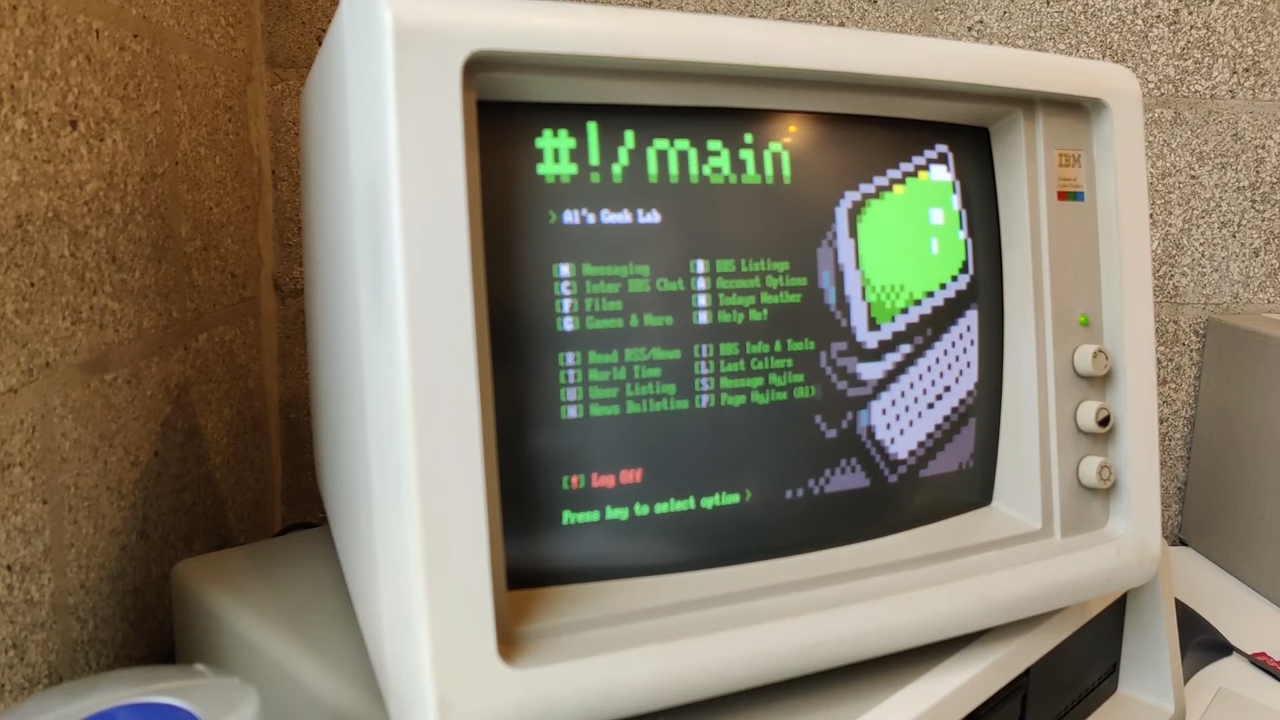 #!/main
> Al's Geek Lab
[M] Messaging
[C] Inter BBS Chat
[F] Files
[G] Games & More
[B] BBS Listings
[A] Account Options
[W] Todays Weather
[H] Help Me!
[R] Read RSS/News
[T] World Time
[U] User Listing
[N] News Bulletins
[I] BBS Info & Tools
[L] Last Callers
[S] Message Hyjinx
[P] Page Hyjinx (Al)
[!] Log Off
Press key to select option >
IBM